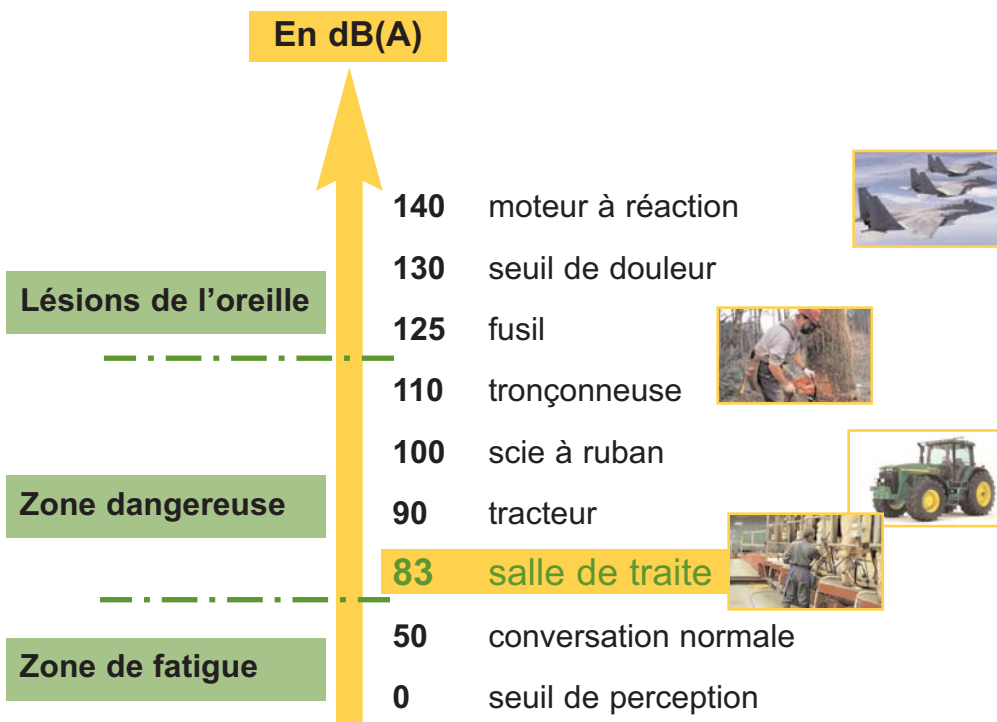 En dB(A)
140 moteur à réaction
130 seuil de douleur
Lésions de l’oreille
125 fusil
110 tronçonneuse
100 scie à ruban
Zone dangereuse
90 tracteur
83 salle de traite
50 conversation normale
Zone de fatigue
0 seuil de perception